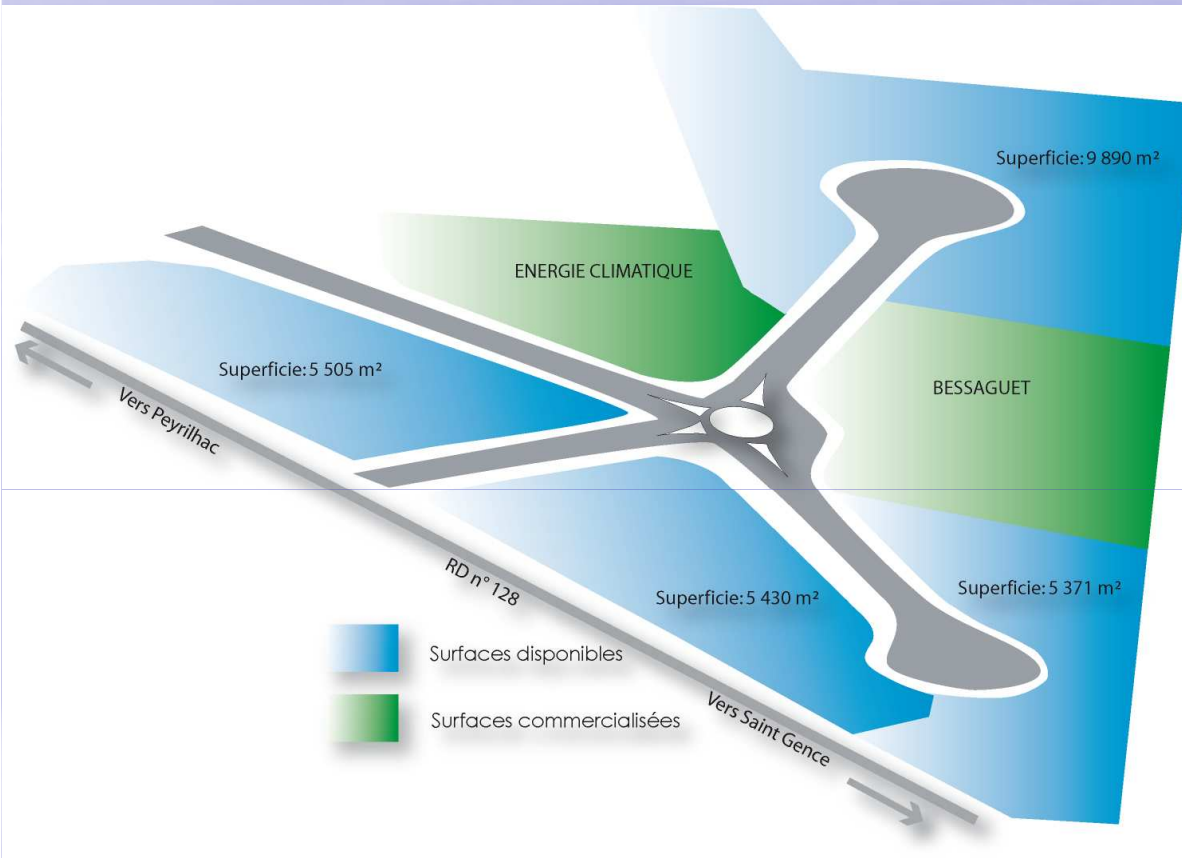 Superficie: 9 890 m²
ENERGIE CLIMATIQUE
Superficie: 5 505 m²
BESSAGUET
Vers Peyrilhac
RD n° 128
Superficie: 5 430 m²
Superficie: 5 371 m²
Surfaces disponibles
Surfaces commercialisées
Vers Saint Gence